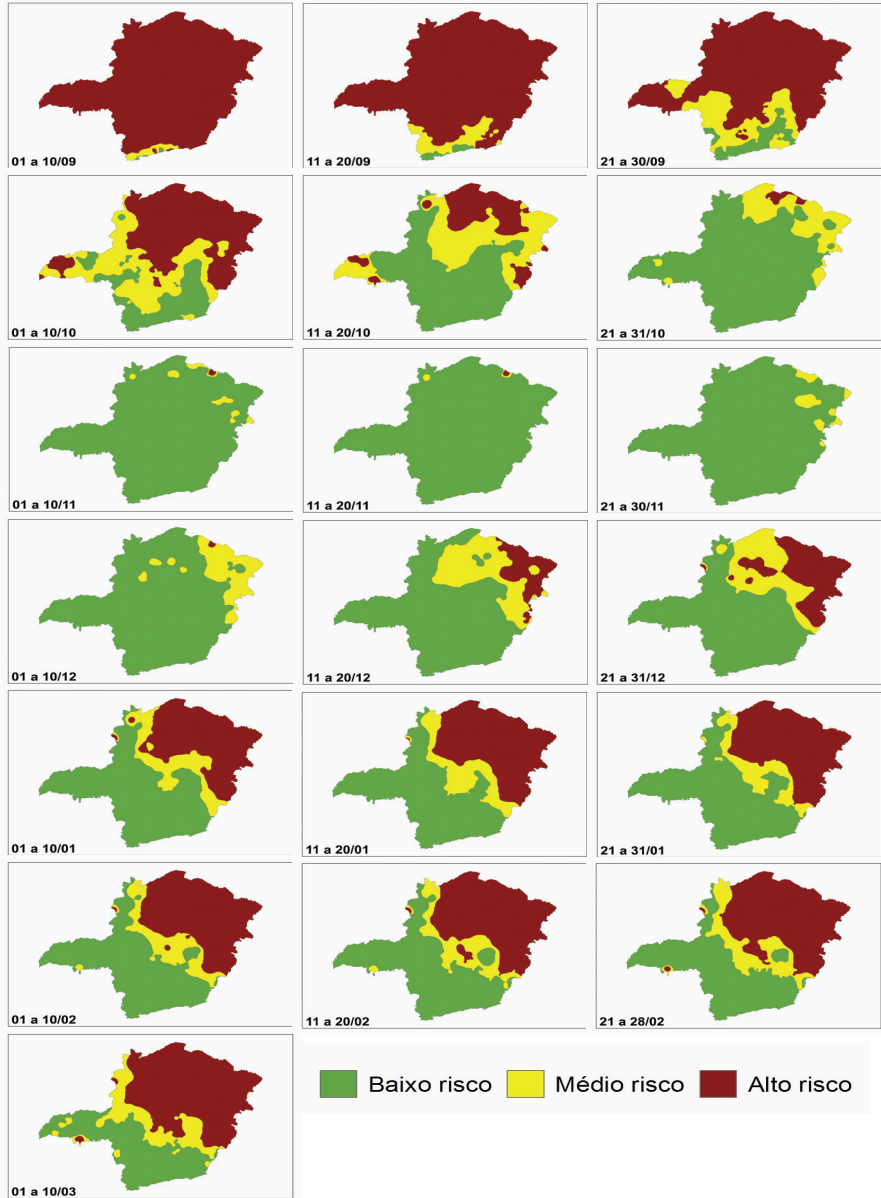 01 a 10/09
11 a 20/09
21 a 30/09
01 a 10/10
11 a 20/10
21 a 31/10
01 a 10/11
11 a 20/11
21 a 30/11
01 a 10/12
11 a 20/12
21 a 31/12
01 a 10/01
11 a 20/01
21 a 31/01
01 a 10/02
11 a 20/02
21 a 28/02
01 a 10/03
Baixo risco
Médio risco
Alto risco